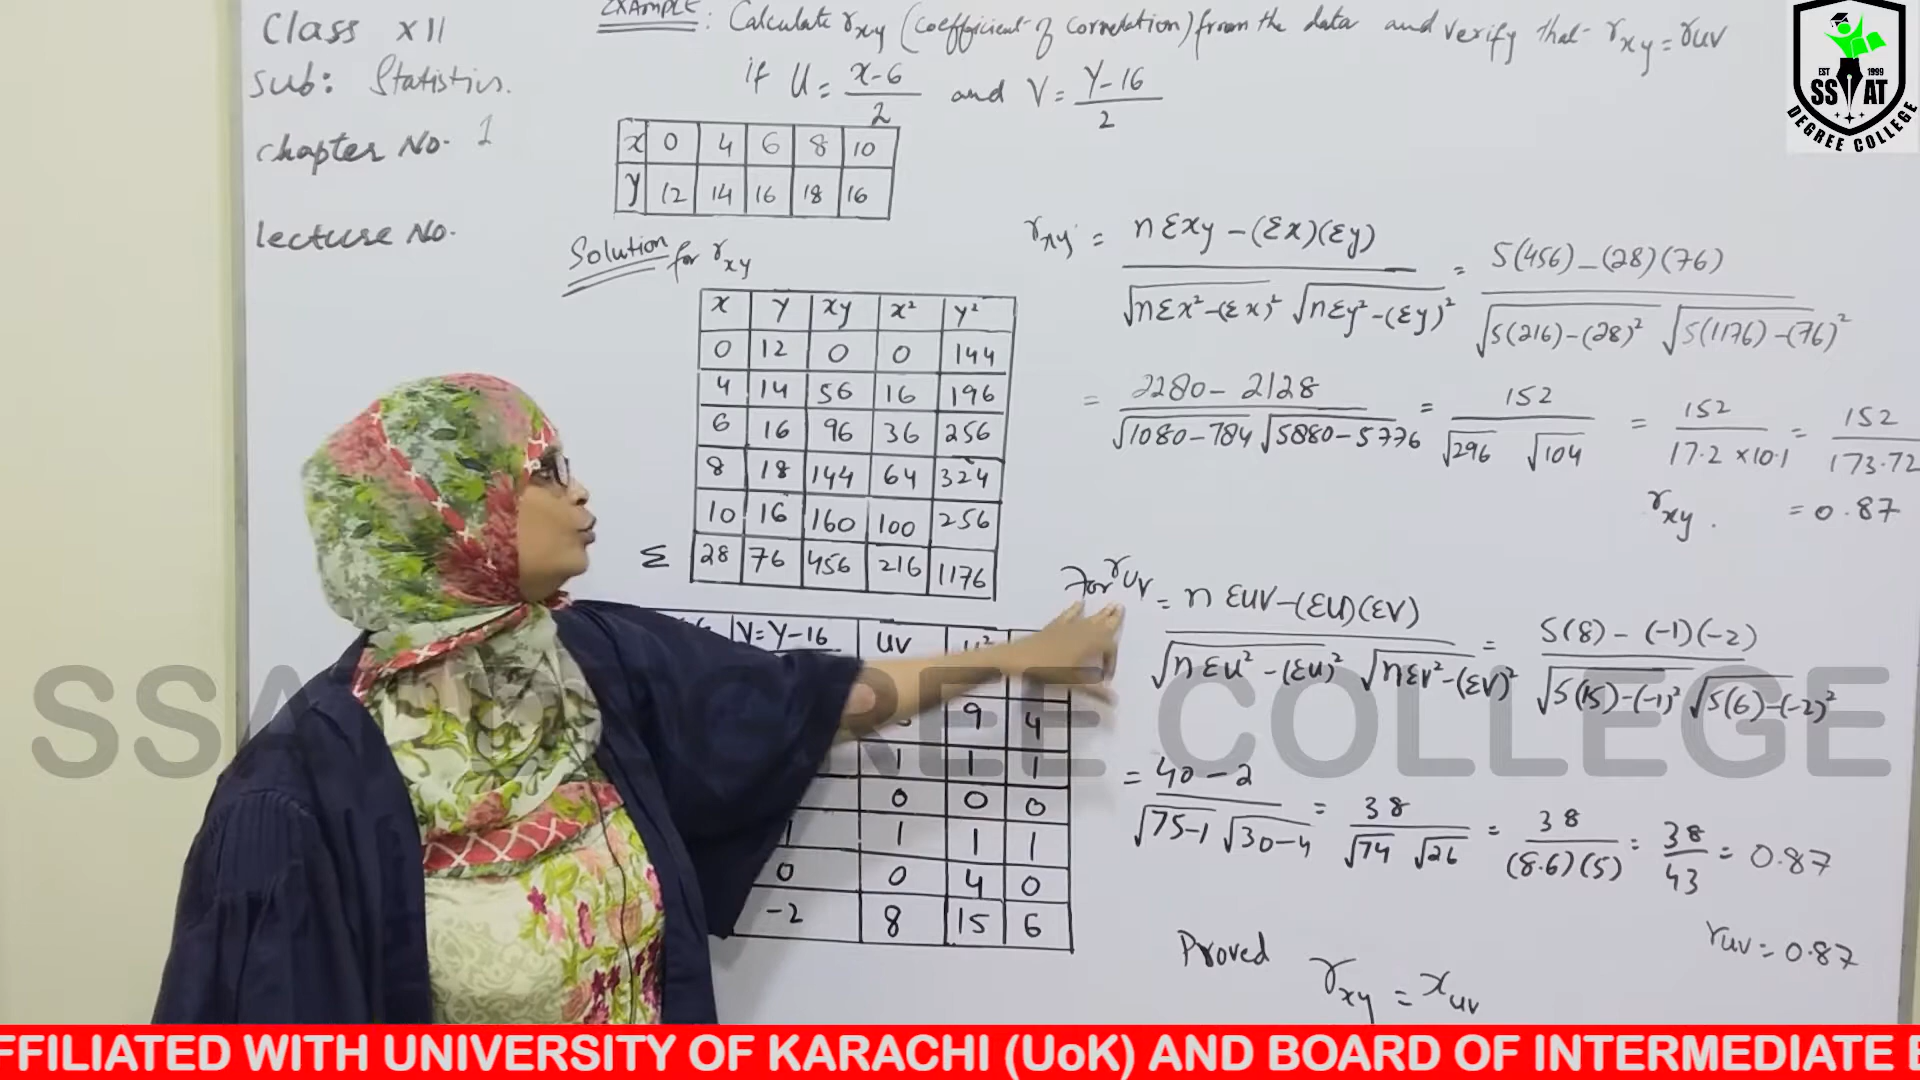 Class XII
Sub: Statistics.
Chapter No. 1
lecture No.
EXAMPLE: Calculate rxy (coefficient of correlation) from the data and verify that rxy = ruv
if U = x-6 / 2 and V = Y-16 / 2
x 0 4 6 8 10
y 12 14 16 18 16
Solution for rxy
x y xy x² y²
0 12 0 0 144
4 14 56 16 196
6 16 96 36 256
8 18 144 64 324
10 16 160 100 256
Σ 28 76 456 216 1176
rxy = nΣxy - (Σx)(Σy) / √nΣx²-(Σx)² √nΣy²-(Σy)² = 5(456) - (28)(76) / √5(216)-(28)² √5(1176)-(76)²
= 2280 - 2128 / √1080-784 √5880-5776 = 152 / √296 √104 = 152 / 17.2 × 10.1 = 152 / 173.72
rxy. = 0.87
V = Y-16 uv u²
9 4
1 1 1
0 0 0
1 1 1 1
0 0 4 0
-2 8 15 6
For ruv = nΣUV - (ΣU)(ΣV) / √nΣU² - (ΣU)² √nΣV² - (ΣV)² = 5(8) - (-1)(-2) / √5(15)-(-1)² √5(6)-(-2)²
= 40 - 2 / √75-1 √30-4 = 38 / √74 √26 = 38 / (8.6)(5) = 38 / 43 = 0.87
ruv = 0.87
Proved rxy = xuv
EST 1999
SSAT
DEGREE COLLEGE
SSAT DEGREE COLLEGE
FFILIATED WITH UNIVERSITY OF KARACHI (UoK) AND BOARD OF INTERMEDIATE E